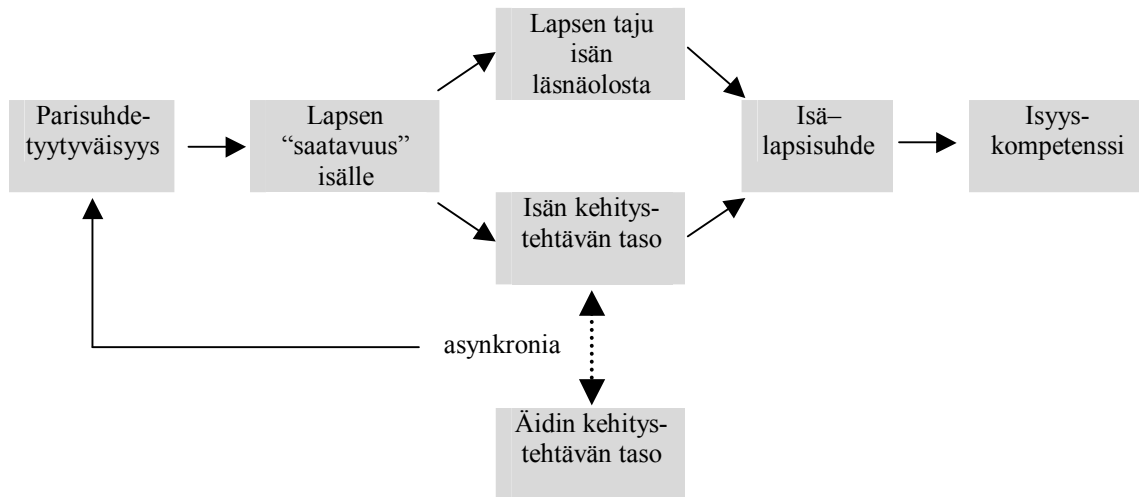 Lapsen taju
isän
läsnäolosta
Parisuhde-
tyytyväisyys
Lapsen
“saatavuus”
isälle
Isä–
lapsisuhde
Isyys-
kompetenssi
Isän kehitys-
tehtävän taso
asynkronia
Äidin kehitys-
tehtävän taso